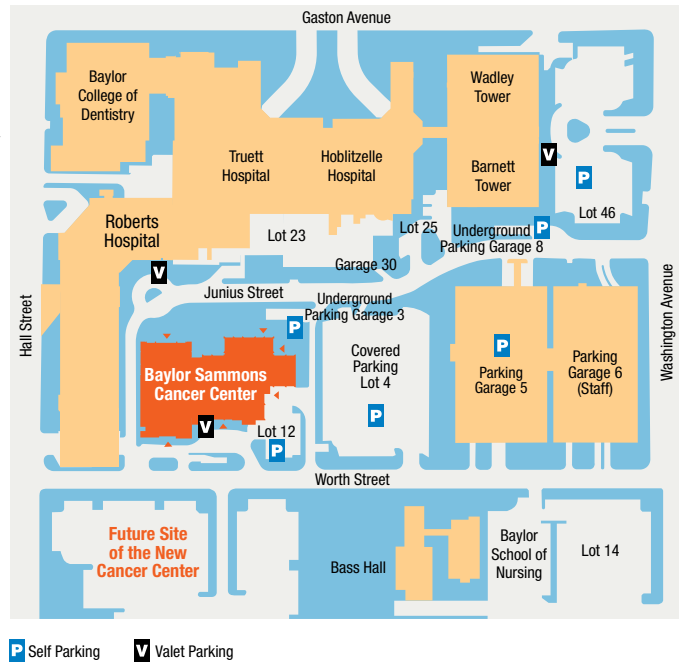 Gaston Avenue
Baylor
College of
Dentistry
Wadley
Tower
V
Truett
Hospital
Hoblitzelle
Hospital
Barnett
Tower
P
Lot 46
Roberts
Hospital
Lot 23
Lot 25
Underground
Parking Garage 8
P
V
Garage 30
Junius Street
Underground
Parking Garage 3
P
Hall Street
Washington Avenue
Baylor Sammons
Cancer Center
V
Lot 12
P
Covered
Parking
Lot 4
P
P
Parking
Garage 5
Parking
Garage 6
(Staff)
Worth Street
Future Site
of the New
Cancer Center
Bass Hall
Baylor
School of
Nursing
Lot 14
P Self Parking
V Valet Parking